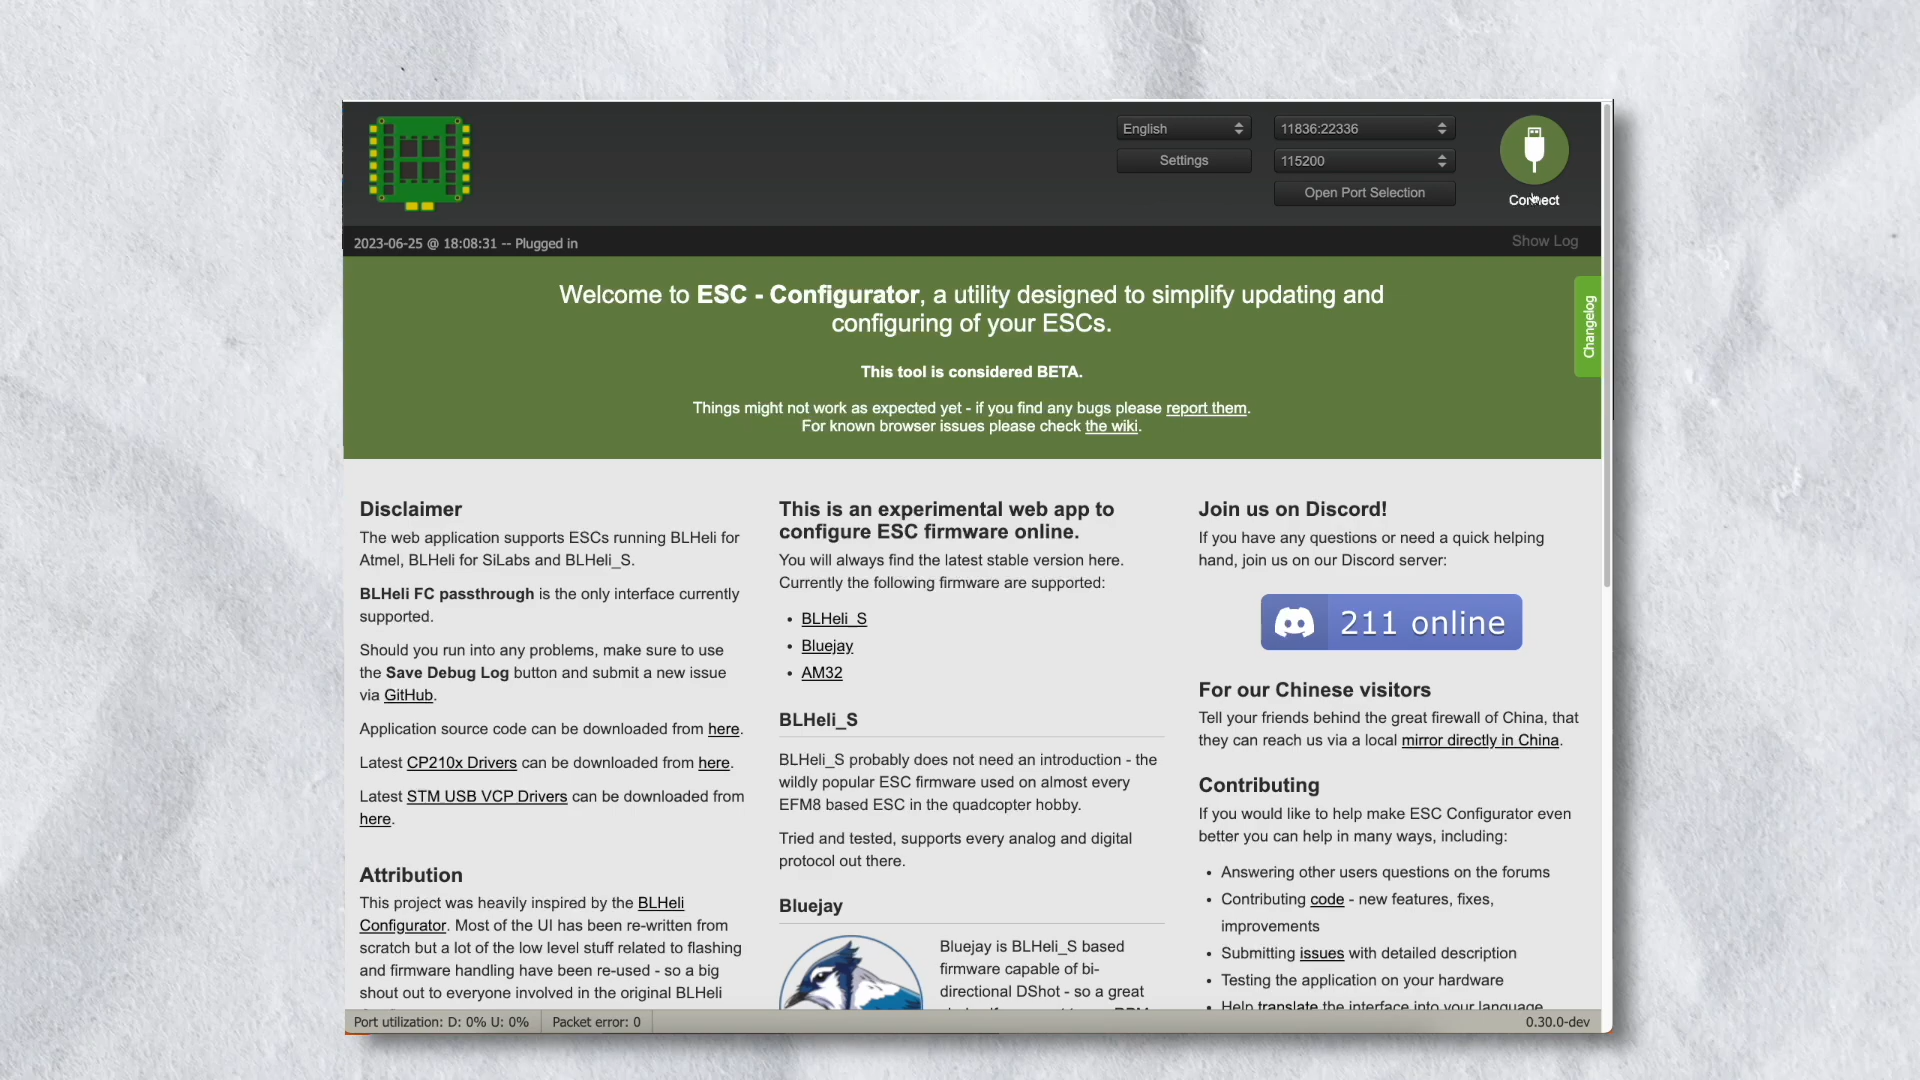 English
11836:22336
Settings
115200
Open Port Selection
Connect
2023-06-25 @ 18:08:31 -- Plugged in
Show Log
Welcome to ESC - Configurator, a utility designed to simplify updating and
configuring of your ESCs.
This tool is considered BETA.
Things might not work as expected yet - if you find any bugs please report them.
For known browser issues please check the wiki.
Changelog
Disclaimer
The web application supports ESCs running BLHeli for
Atmel, BLHeli for SiLabs and BLHeli_S.
BLHeli FC passthrough is the only interface currently
supported.
Should you run into any problems, make sure to use
the Save Debug Log button and submit a new issue
via GitHub.
Application source code can be downloaded from here.
Latest CP210x Drivers can be downloaded from here.
Latest STM USB VCP Drivers can be downloaded from
here.
Attribution
This project was heavily inspired by the BLHeli
Configurator. Most of the UI has been re-written from
scratch but a lot of the low level stuff related to flashing
and firmware handling have been re-used - so a big
shout out to everyone involved in the original BLHeli
This is an experimental web app to
configure ESC firmware online.
You will always find the latest stable version here.
Currently the following firmware are supported:
• BLHeli_S
• Bluejay
• AM32
BLHeli_S
BLHeli_S probably does not need an introduction - the
wildly popular ESC firmware used on almost every
EFM8 based ESC in the quadcopter hobby.
Tried and tested, supports every analog and digital
protocol out there.
Bluejay
Bluejay is BLHeli_S based
firmware capable of bi-
directional DShot - so a great
Join us on Discord!
If you have any questions or need a quick helping
hand, join us on our Discord server:
211 online
For our Chinese visitors
Tell your friends behind the great firewall of China, that
they can reach us via a local mirror directly in China.
Contributing
If you would like to help make ESC Configurator even
better you can help in many ways, including:
• Answering other users questions on the forums
• Contributing code - new features, fixes,
improvements
• Submitting issues with detailed description
• Testing the application on your hardware
• Help translate the interface into your language
Port utilization: D: 0% U: 0%
Packet error: 0
0.30.0-dev